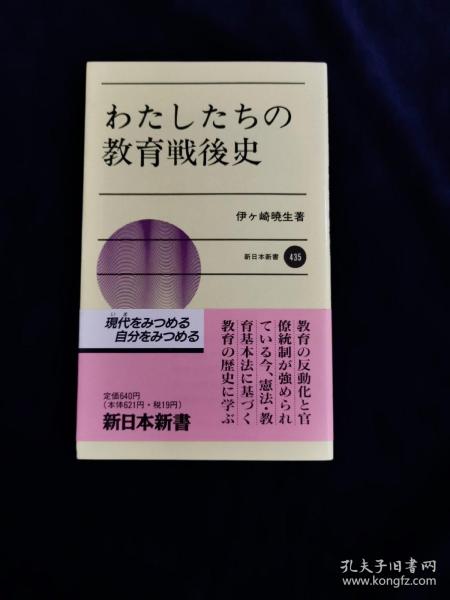 わたしたちの
教育戦後史
伊ヶ崎暁生著
新日本新書 435
いま
現代をみつめる
自分をみつめる
定価640円
(本体621円・税19円)
新日本新書
教育の反動化と官
僚統制が強められ
ている今、憲法・教
育基本法に基づく
教育の歴史に学ぶ
孔夫子旧书网
www.kongfz.com